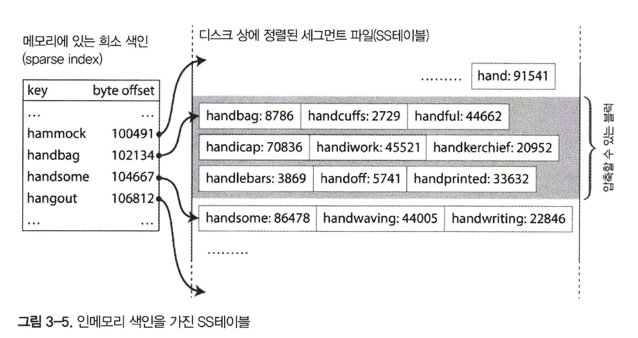 메모리에 있는 희소 색인
(sparse index)
디스크 상에 정렬된 세그먼트 파일(SS테이블)
key byte offset
... ...
hammock 100491
handbag 102134
handsome 104667
hangout 106812
... ...
......... hand: 91541
handbag: 8786 handcuffs: 2729 handful: 44662
handicap: 70836 handiwork: 45521 handkerchief: 20952
handlebars: 3869 handoff: 5741 handprinted: 33632
handsome: 86478 handwaving: 44005 handwriting: 22846
.........
압축할 수 있는 블럭
그림 3-5. 인메모리 색인을 가진 SS테이블